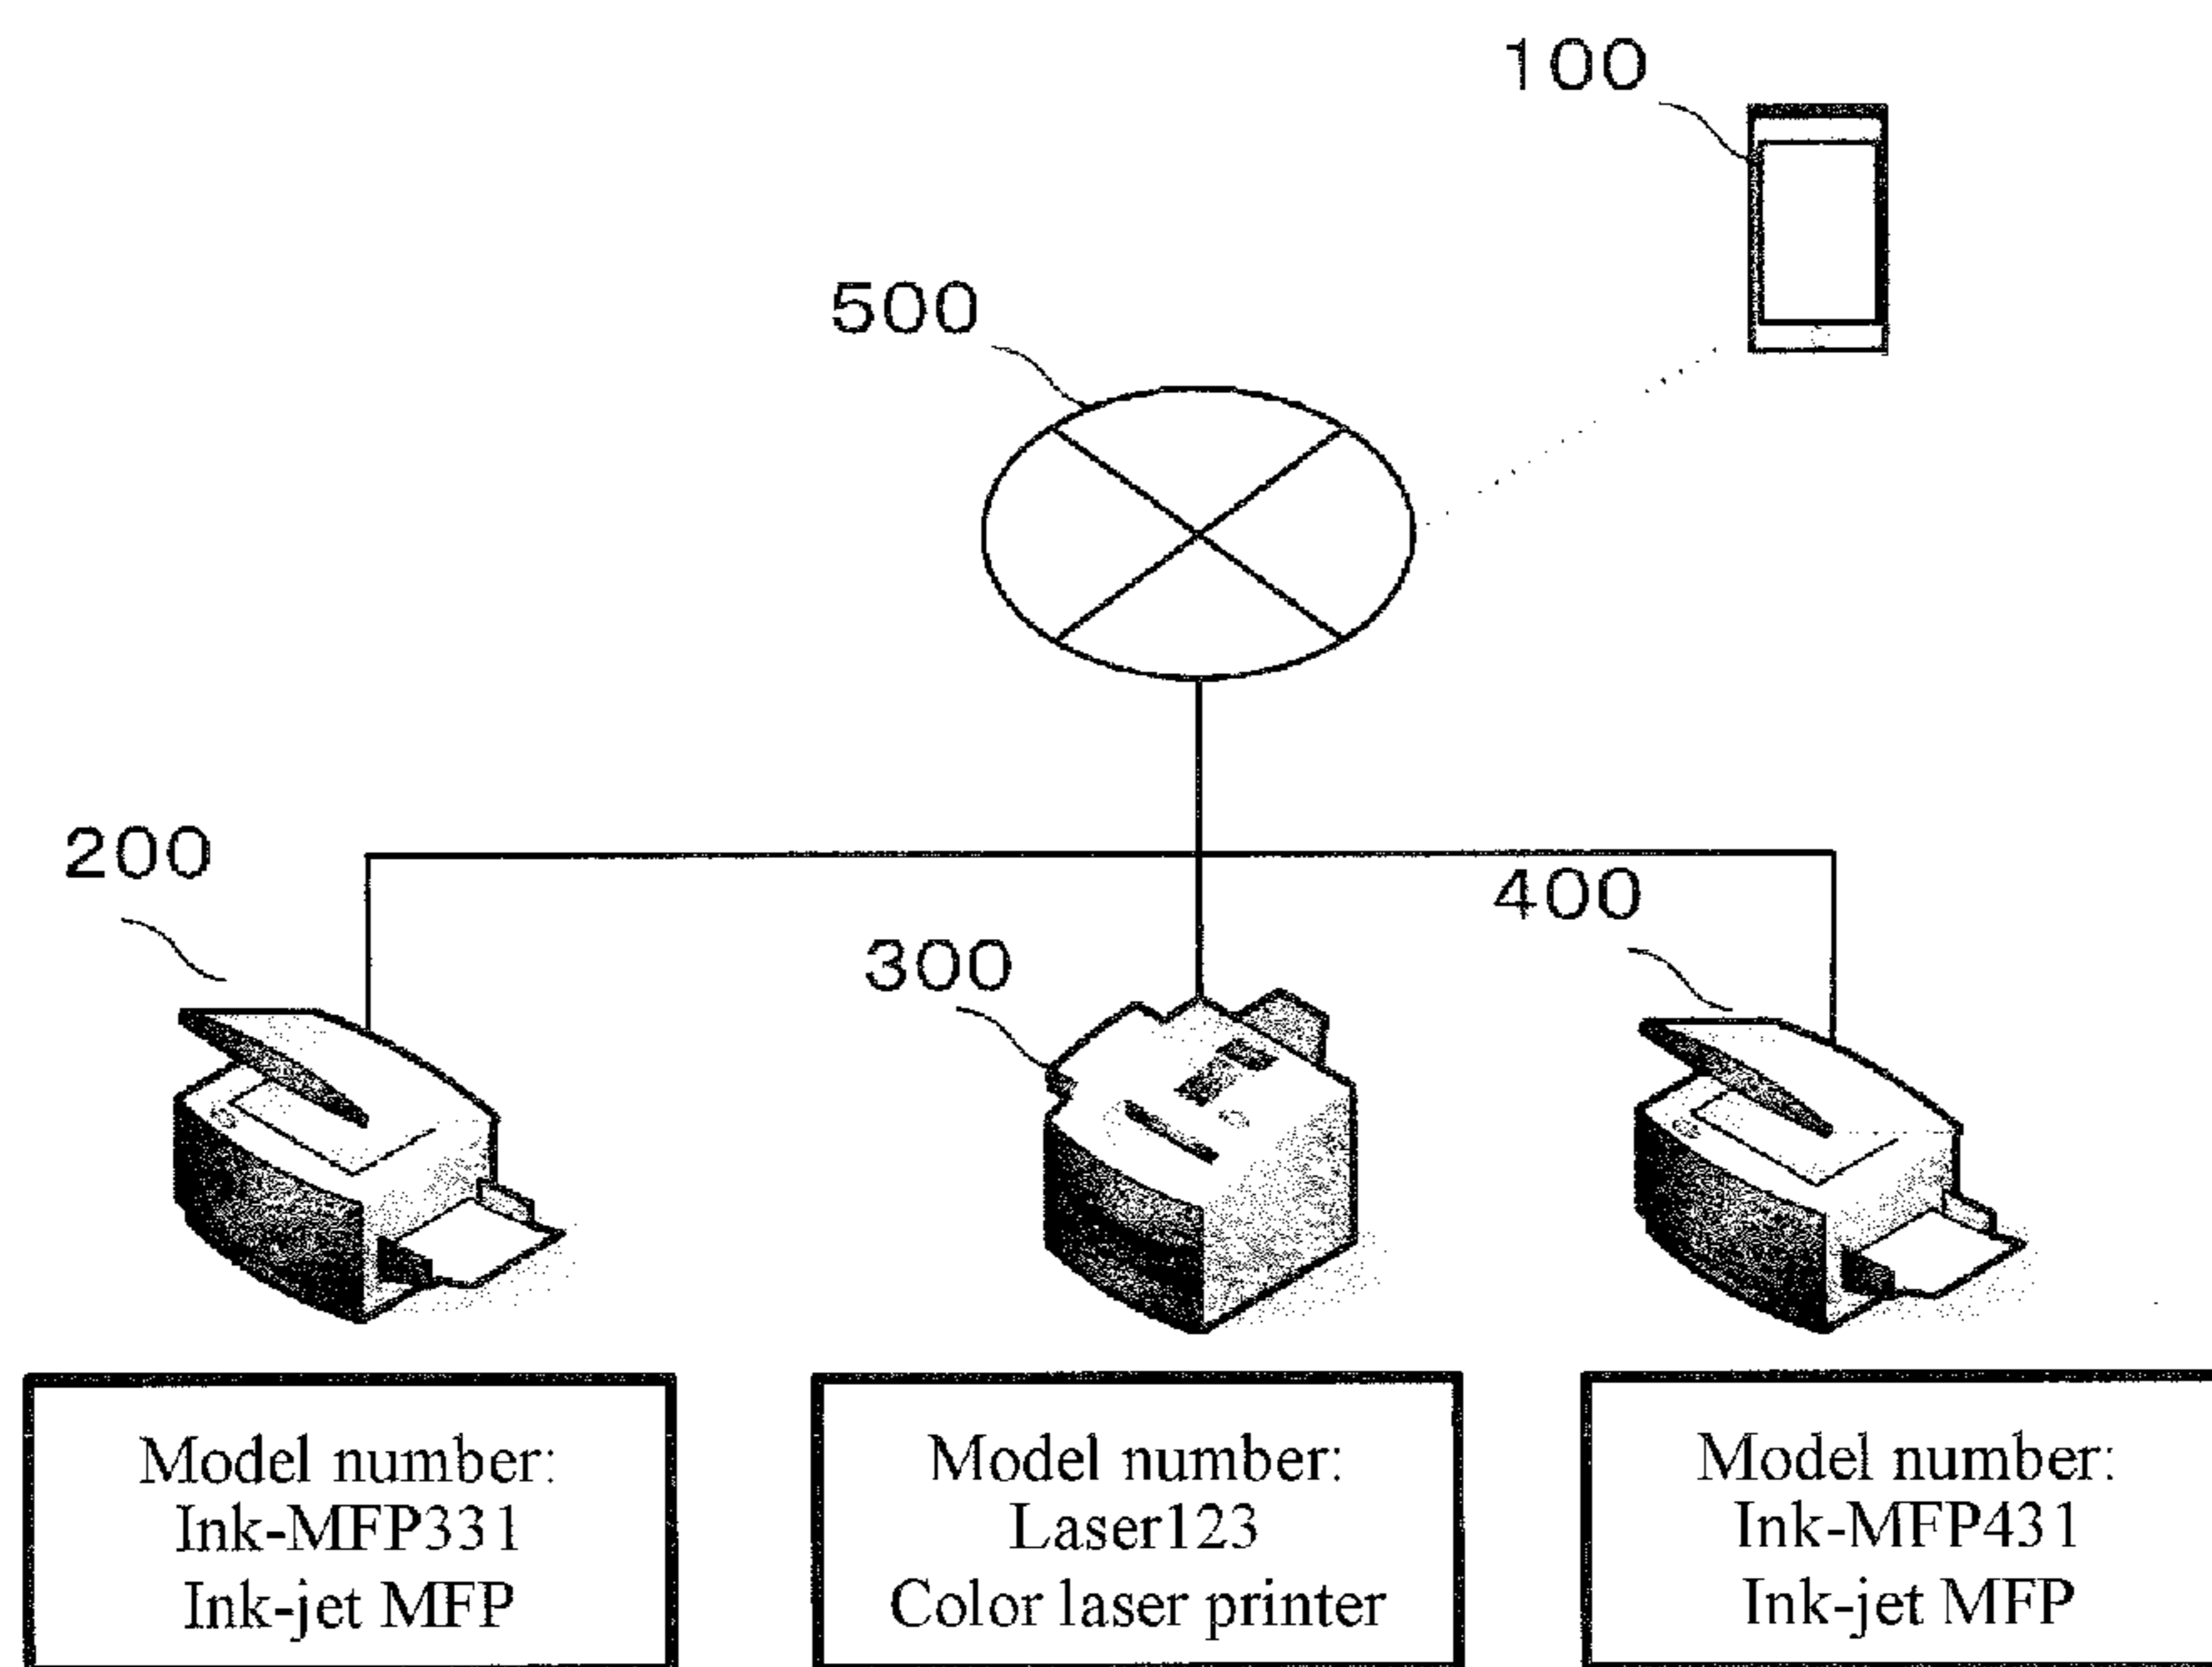 100
500
200
400
300
Model number:
Ink-MFP331
Ink-jet MFP
Model number:
Laser123
Color laser printer
Model number:
Ink-MFP431
Ink-jet MFP